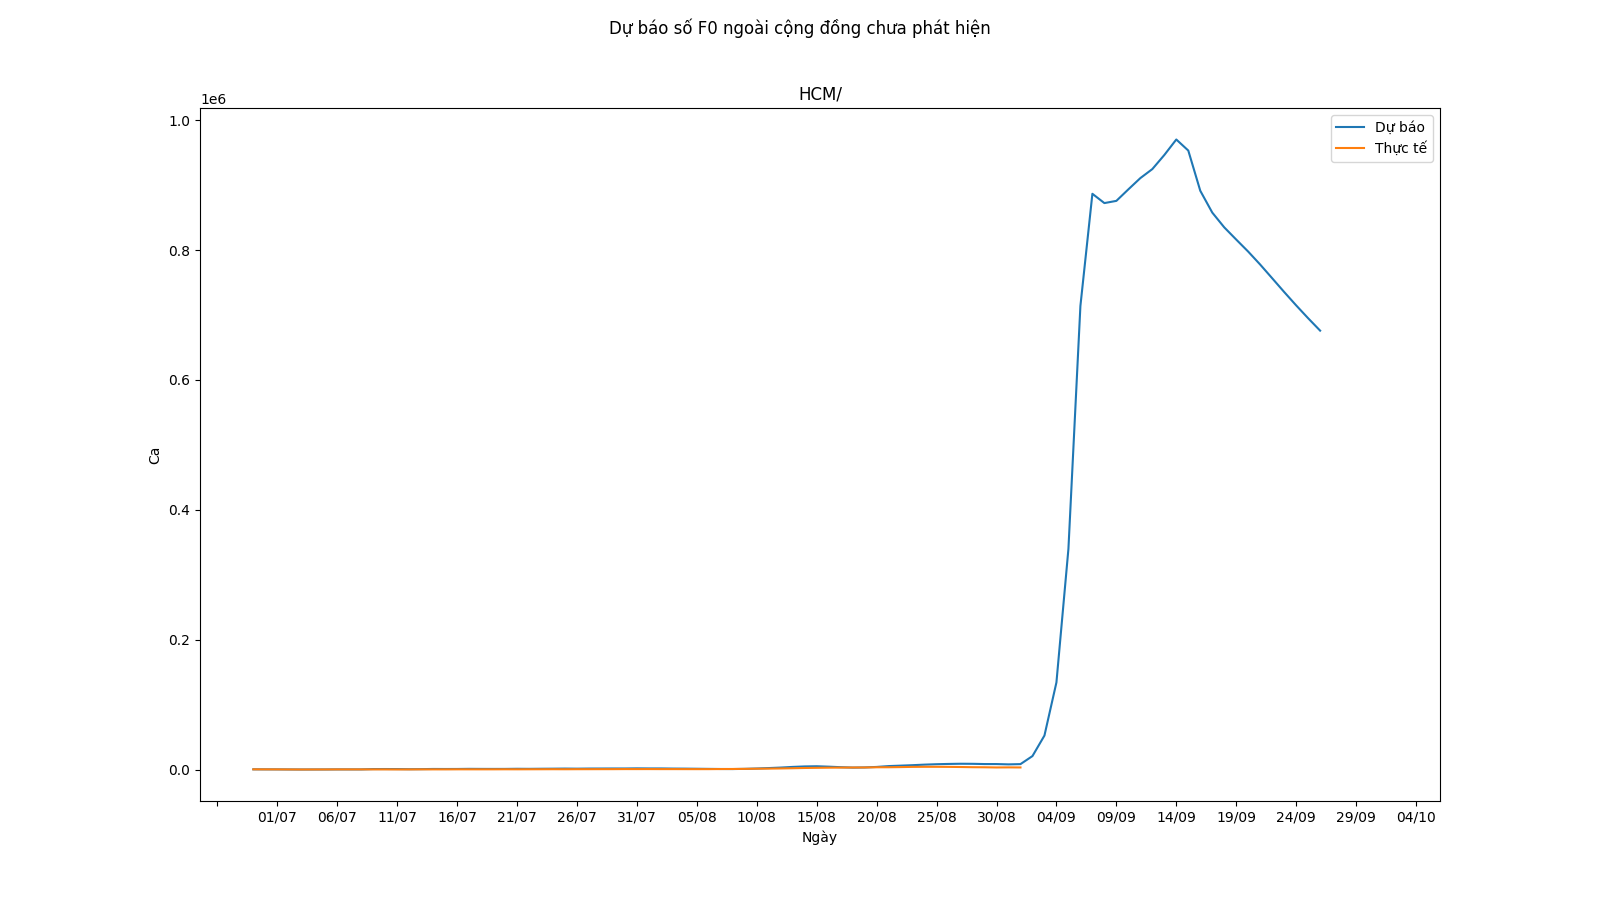 Dự báo số F0 ngoài cộng đồng chưa phát hiện
HCM/
1e6
1.0
0.8
0.6
0.4
0.2
0.0
Ca
Dự báo
Thực tế
01/07 06/07 11/07 16/07 21/07 26/07 31/07 05/08 10/08 15/08 20/08 25/08 30/08 04/09 09/09 14/09 19/09 24/09 29/09 04/10
Ngày